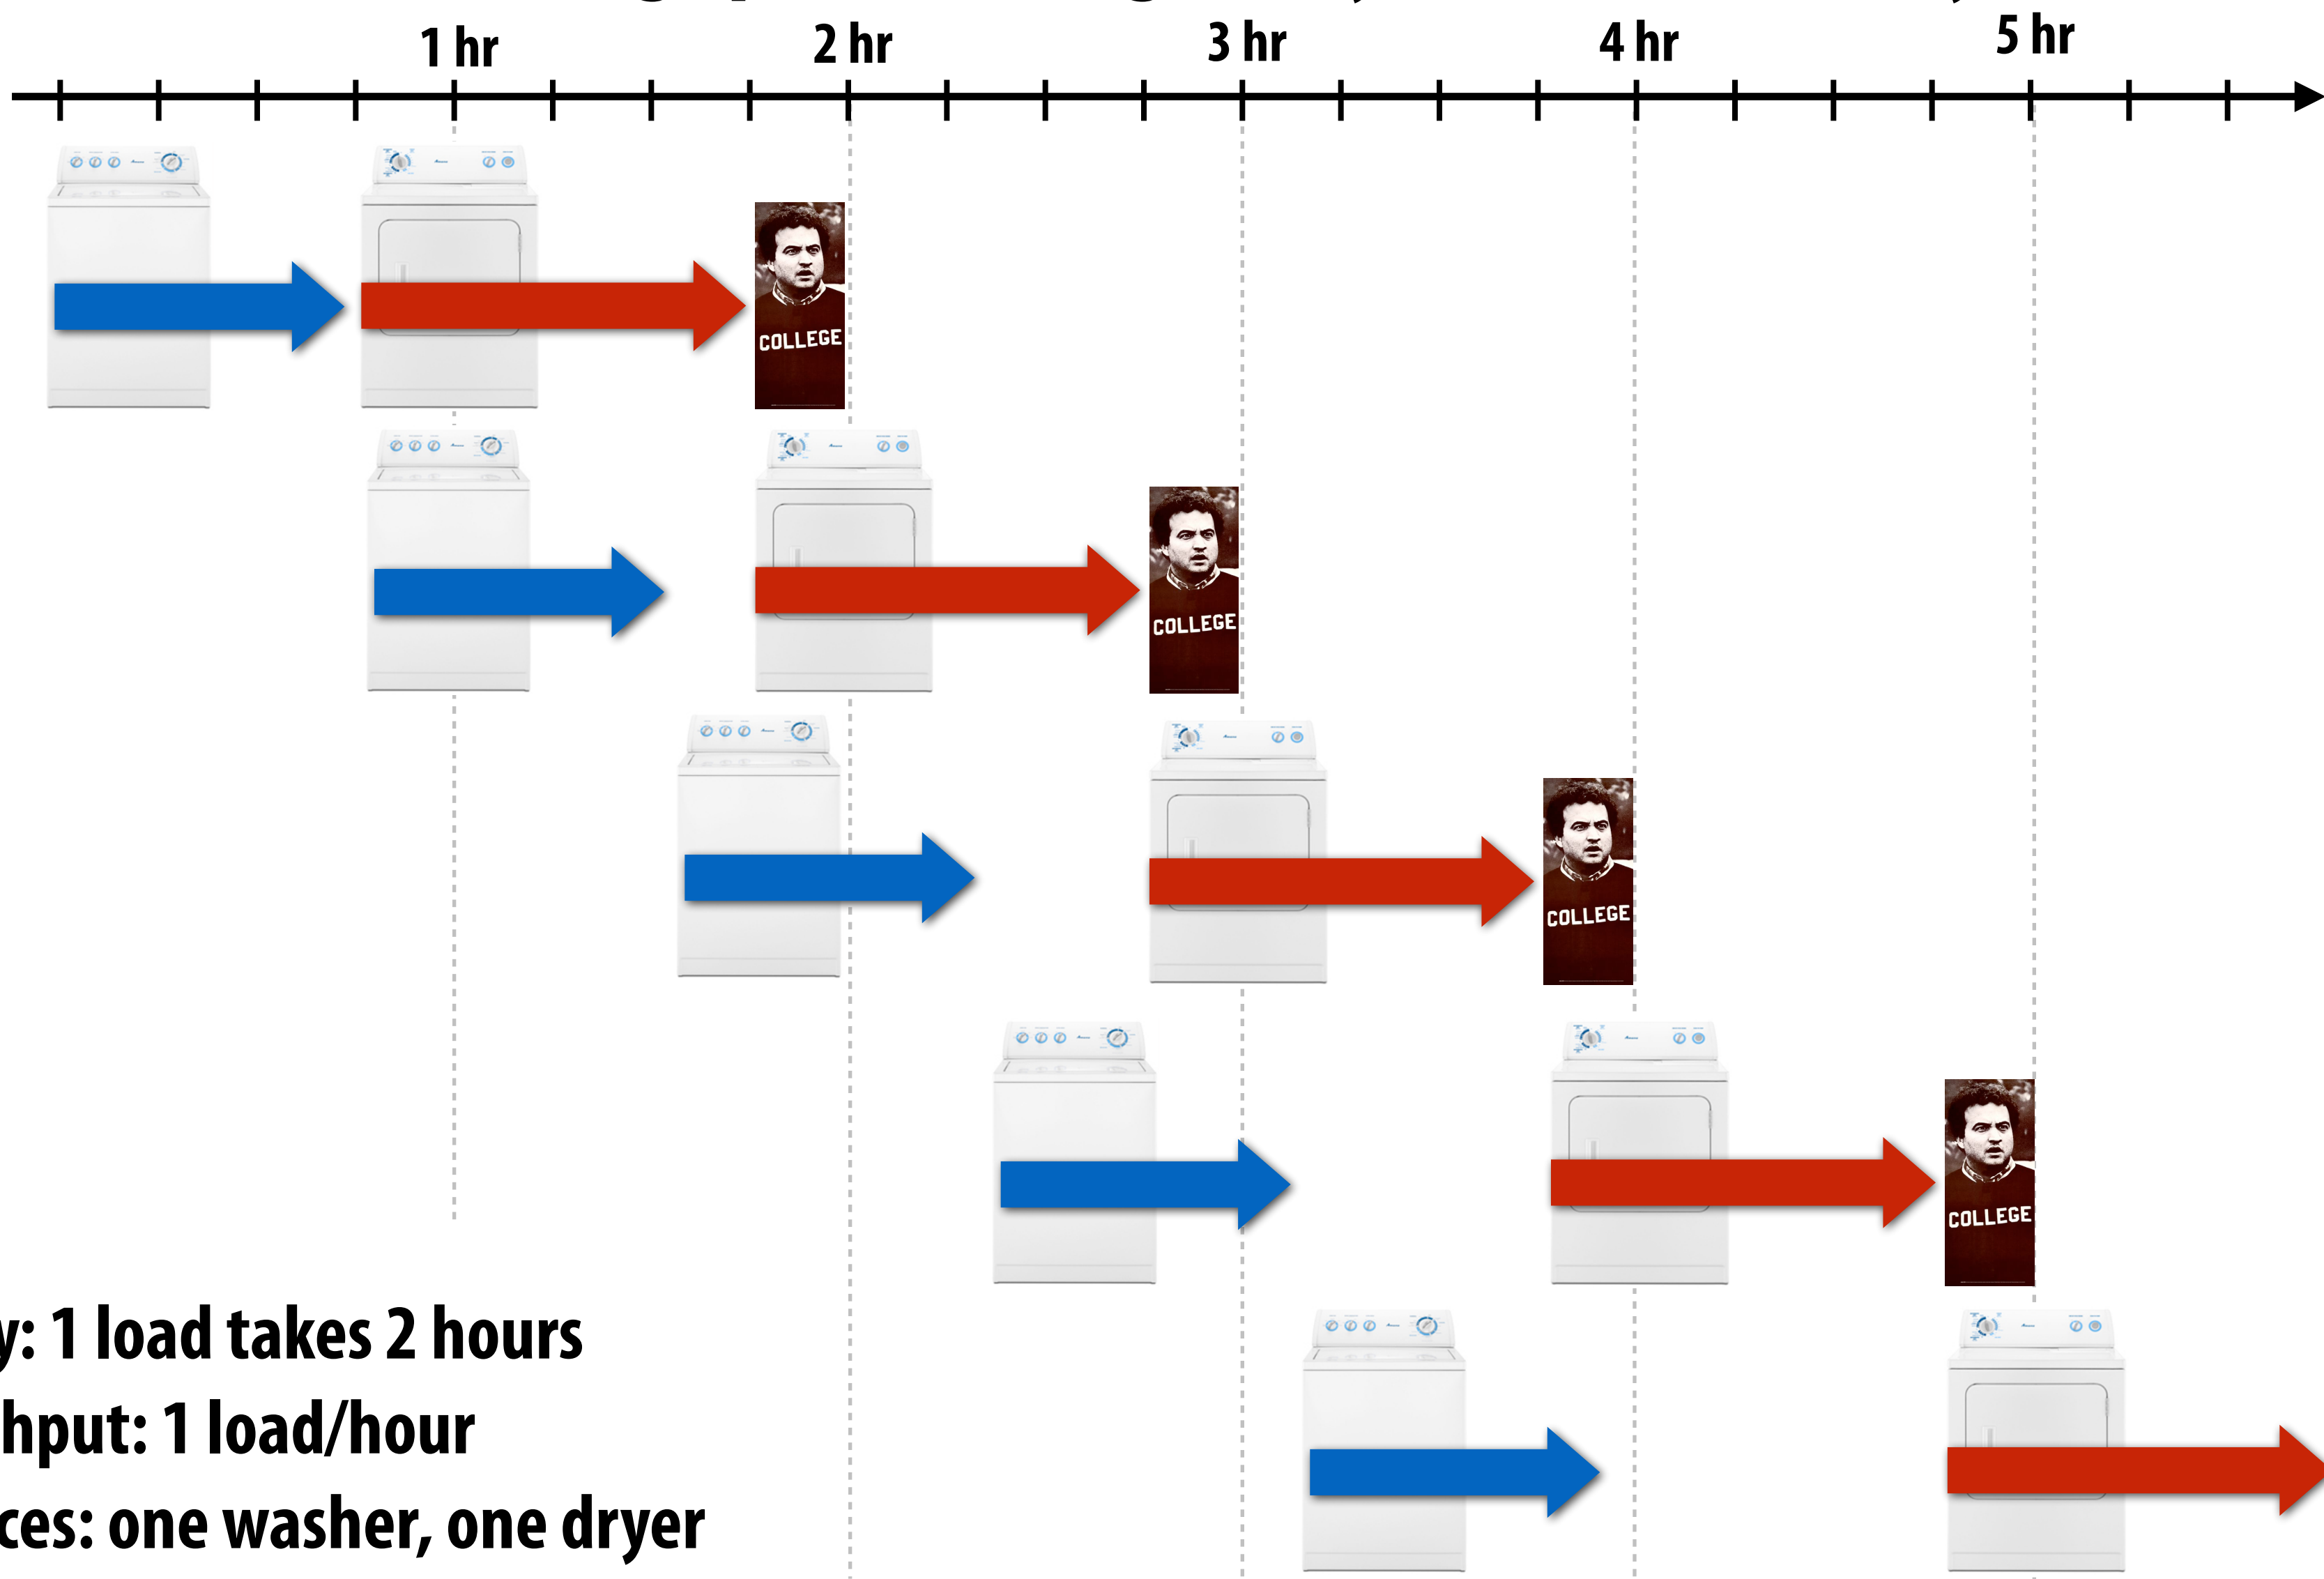 1 hr 2 hr 3 hr 4 hr 5 hr
COLLEGE
COLLEGE
COLLEGE
COLLEGE
y: 1 load takes 2 hours
hput: 1 load/hour
ces: one washer, one dryer